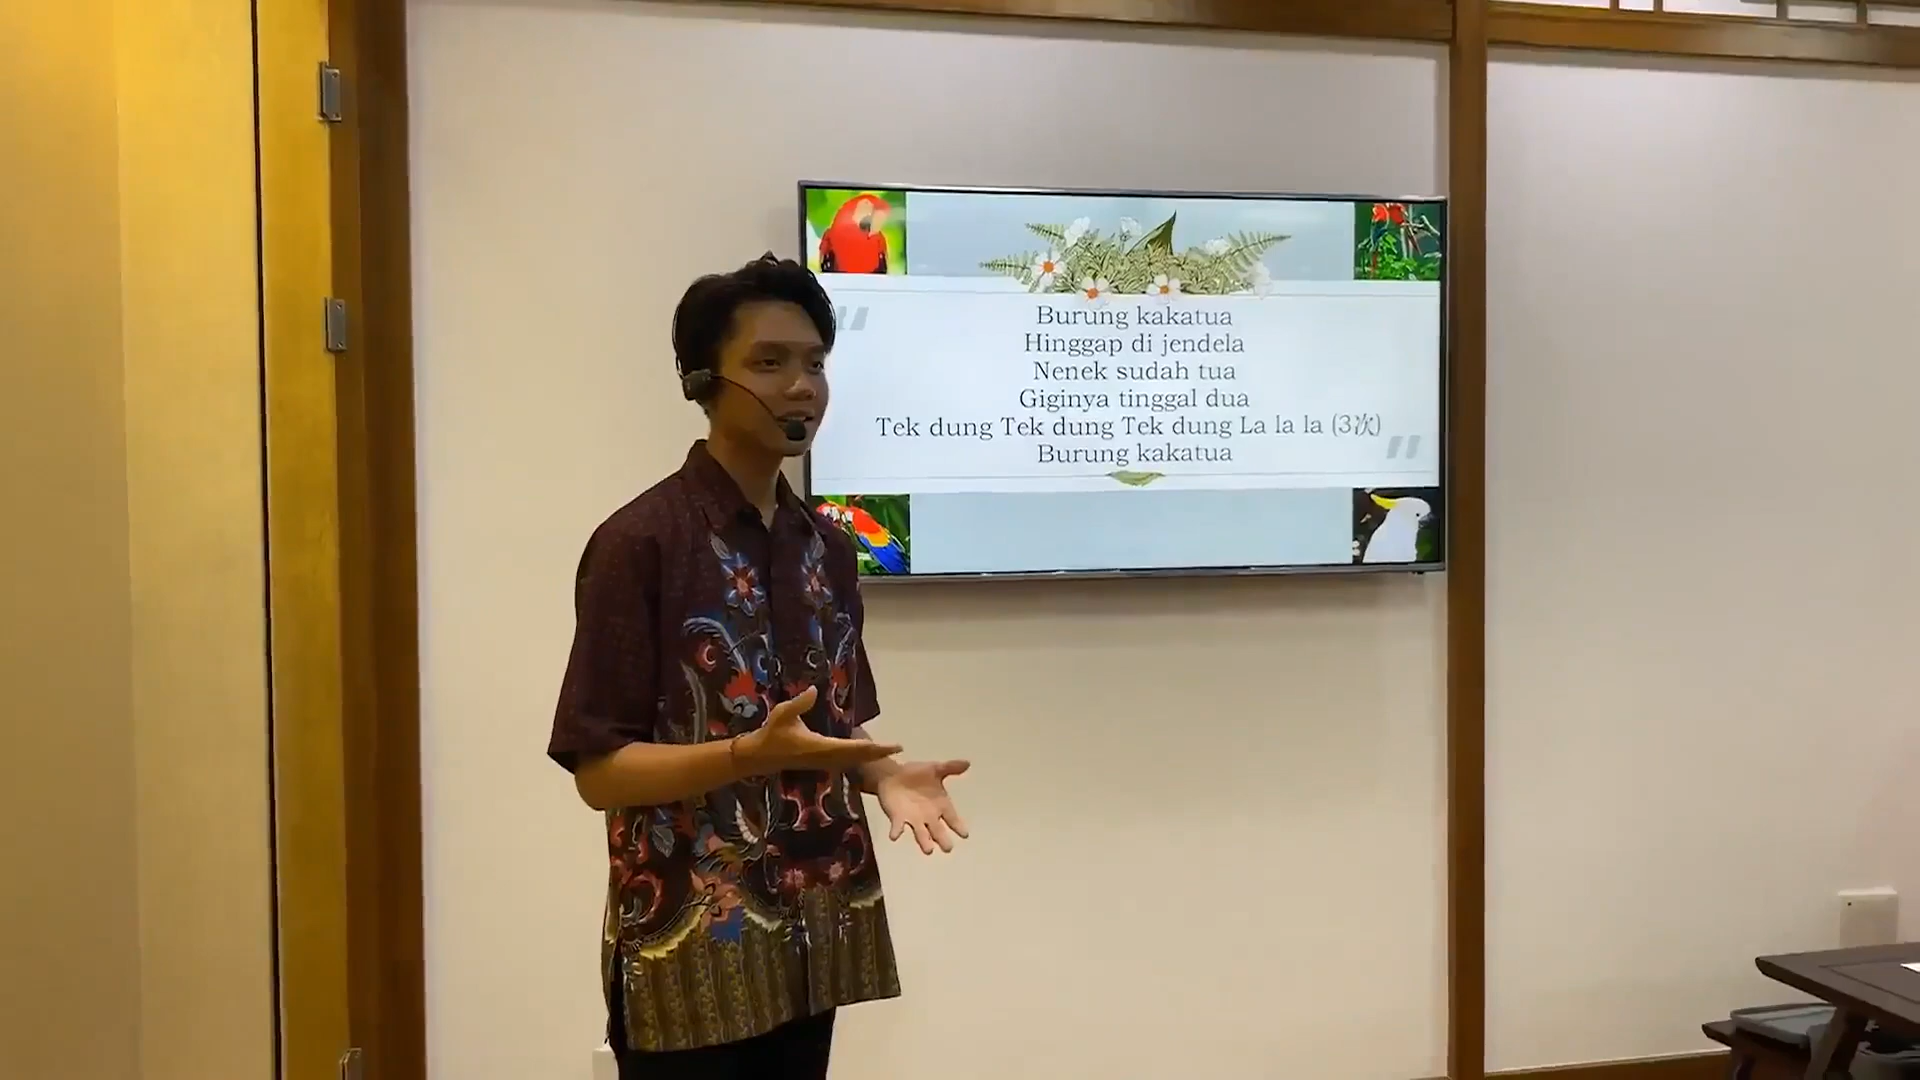 Burung kakatua
Hinggap di jendela
Nenek sudah tua
Giginya tinggal dua
Tek dung Tek dung Tek dung La la la (3次)
Burung kakatua